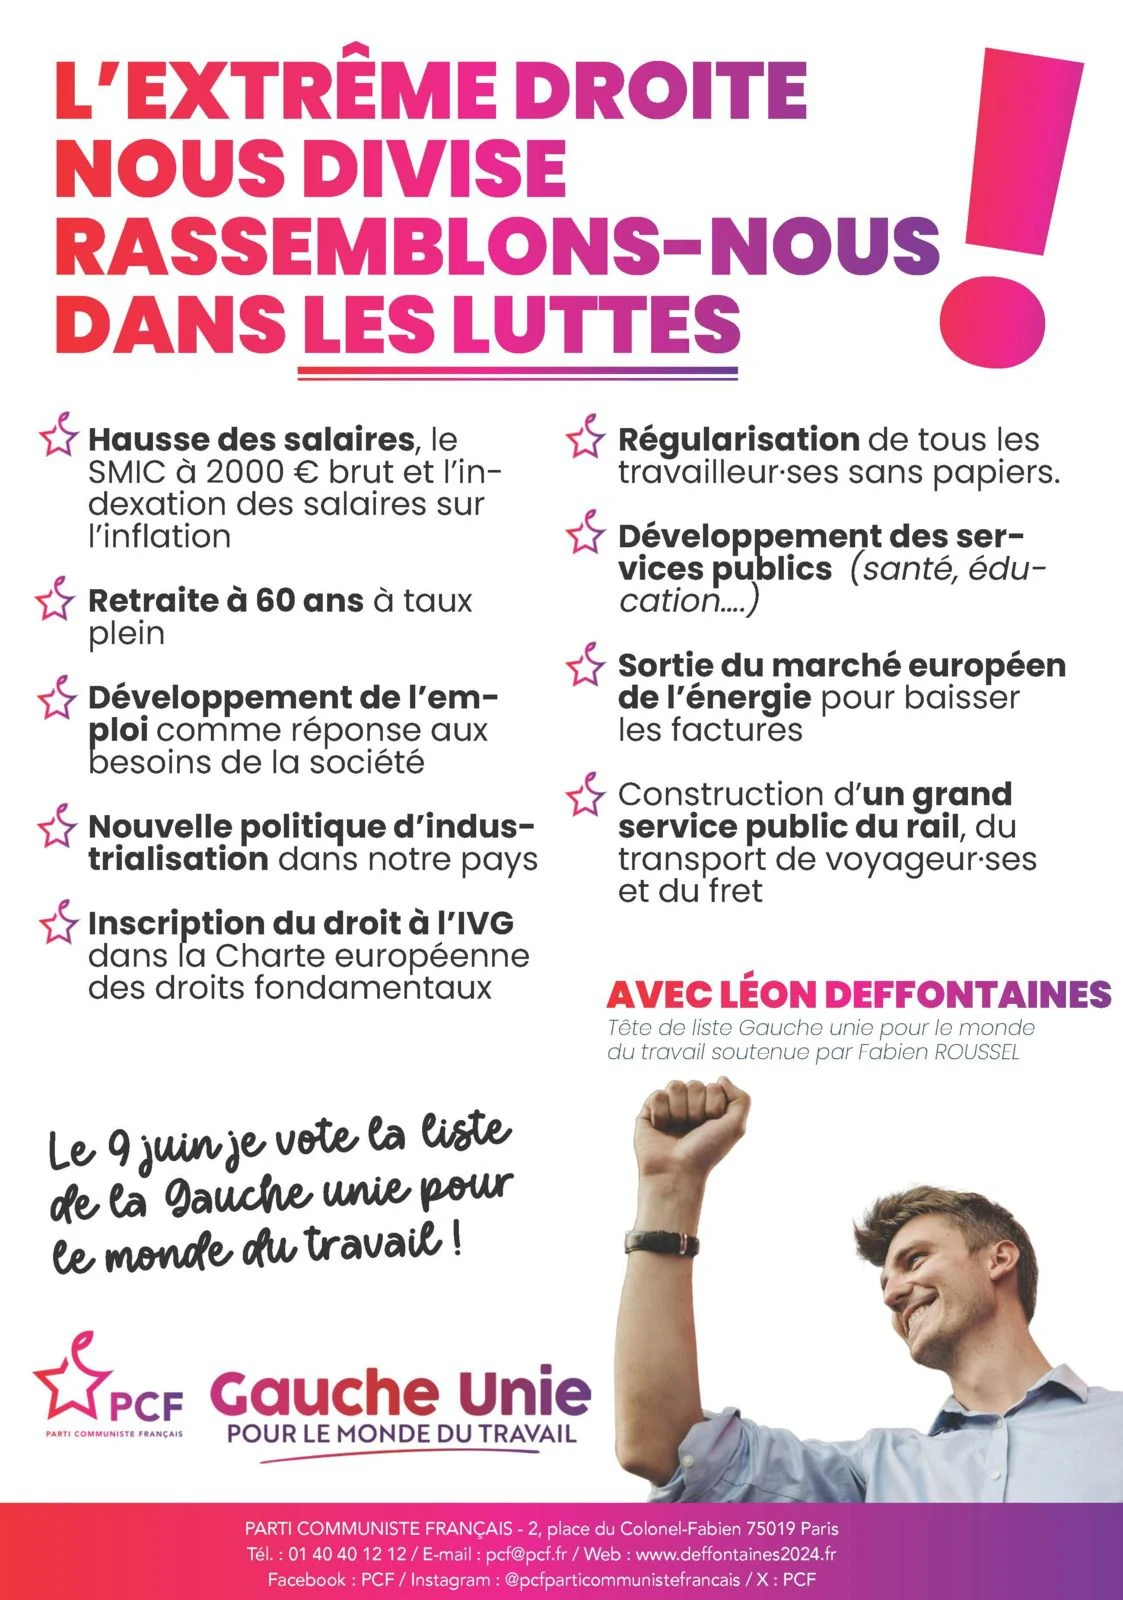 L'EXTRÊME DROITE
NOUS DIVISE
RASSEMBLONS-NOUS
DANS LES LUTTES !
Hausse des salaires, le
SMIC à 2000 € brut et l'in-
dexation des salaires sur
l'inflation
Retraite à 60 ans à taux
plein
Développement de l'em-
ploi comme réponse aux
besoins de la société
Nouvelle politique d'indus-
trialisation dans notre pays
Inscription du droit à l'IVG
dans la Charte européenne
des droits fondamentaux
Régularisation de tous les
travailleur·ses sans papiers.
Développement des ser-
vices publics (santé, édu-
cation....)
Sortie du marché européen
de l'énergie pour baisser
les factures
Construction d'un grand
service public du rail, du
transport de voyageur·ses
et du fret
AVEC LÉON DEFFONTAINES
Tête de liste Gauche unie pour le monde
du travail soutenue par Fabien ROUSSEL
Le 9 juin je vote la liste
de la gauche unie pour
le monde du travail !
PCF
PARTI COMMUNISTE FRANÇAIS
Gauche Unie
POUR LE MONDE DU TRAVAIL
PARTI COMMUNISTE FRANÇAIS - 2, place du Colonel-Fabien 75019 Paris
Tél. : 01 40 40 12 12 / E-mail : pcf@pcf.fr / Web : www.deffontaines2024.fr
Facebook : PCF / Instagram : @pcfparticommunistefrancais / X : PCF